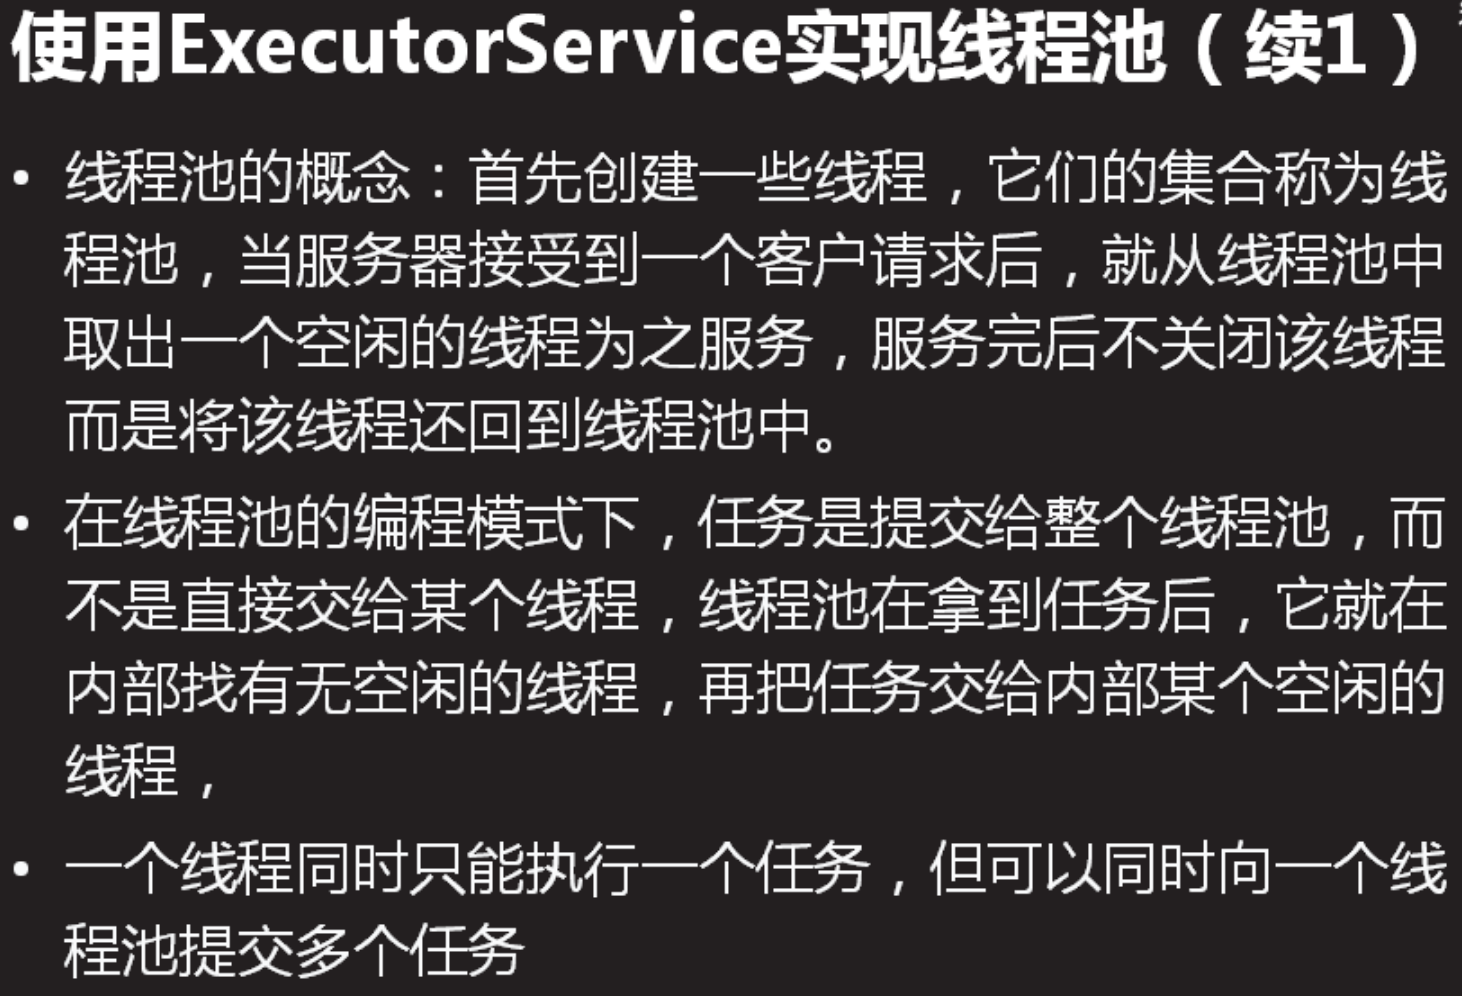 使用ExecutorService实现线程池（续1）
• 线程池的概念：首先创建一些线程，它们的集合称为线
程池，当服务器接受到一个客户请求后，就从线程池中
取出一个空闲的线程为之服务，服务完后不关闭该线程
而是将该线程还回到线程池中。
• 在线程池的编程模式下，任务是提交给整个线程池，而
不是直接交给某个线程，线程池在拿到任务后，它就在
内部找有无空闲的线程，再把任务交给内部某个空闲的
线程，
• 一个线程同时只能执行一个任务，但可以同时向一个线
程池提交多个任务